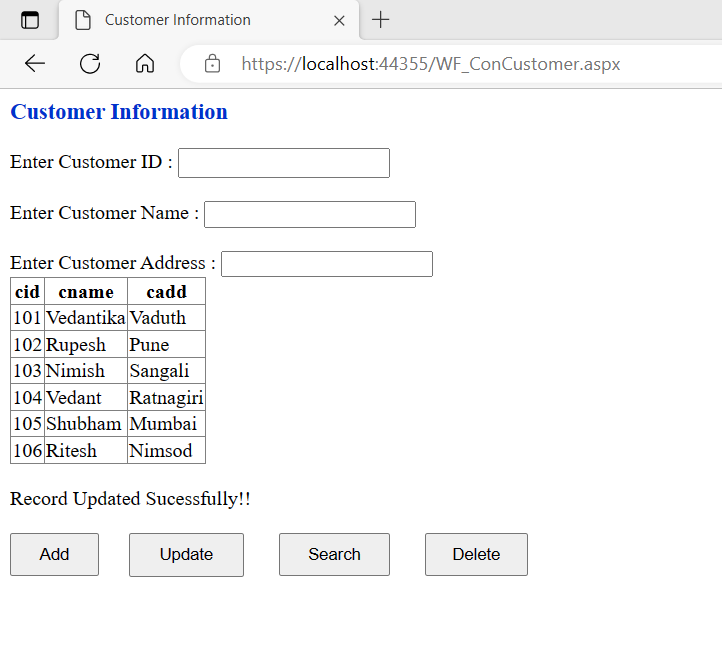 Customer Information
https://localhost:44355/WF_ConCustomer.aspx
Customer Information
Enter Customer ID :
Enter Customer Name :
Enter Customer Address :
cid cname cadd
101 Vedantika Vaduth
102 Rupesh Pune
103 Nimish Sangali
104 Vedant Ratnagiri
105 Shubham Mumbai
106 Ritesh Nimsod
Record Updated Sucessfully!!
Add Update Search Delete